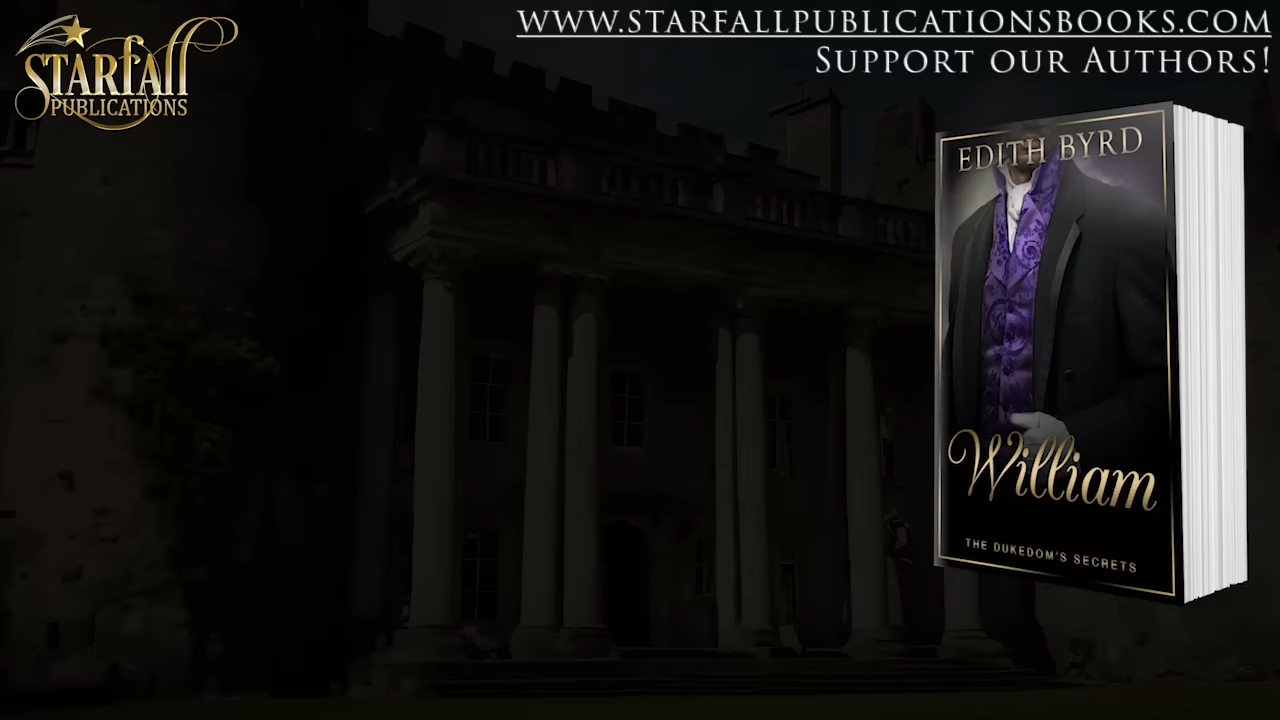 STARfall
PUBLICATIONS
WWW.STARFALLPUBLICATIONSBOOKS.COM
SUPPORT OUR AUTHORS!
EDITH BYRD
William
THE DUKEDOM'S SECRETS